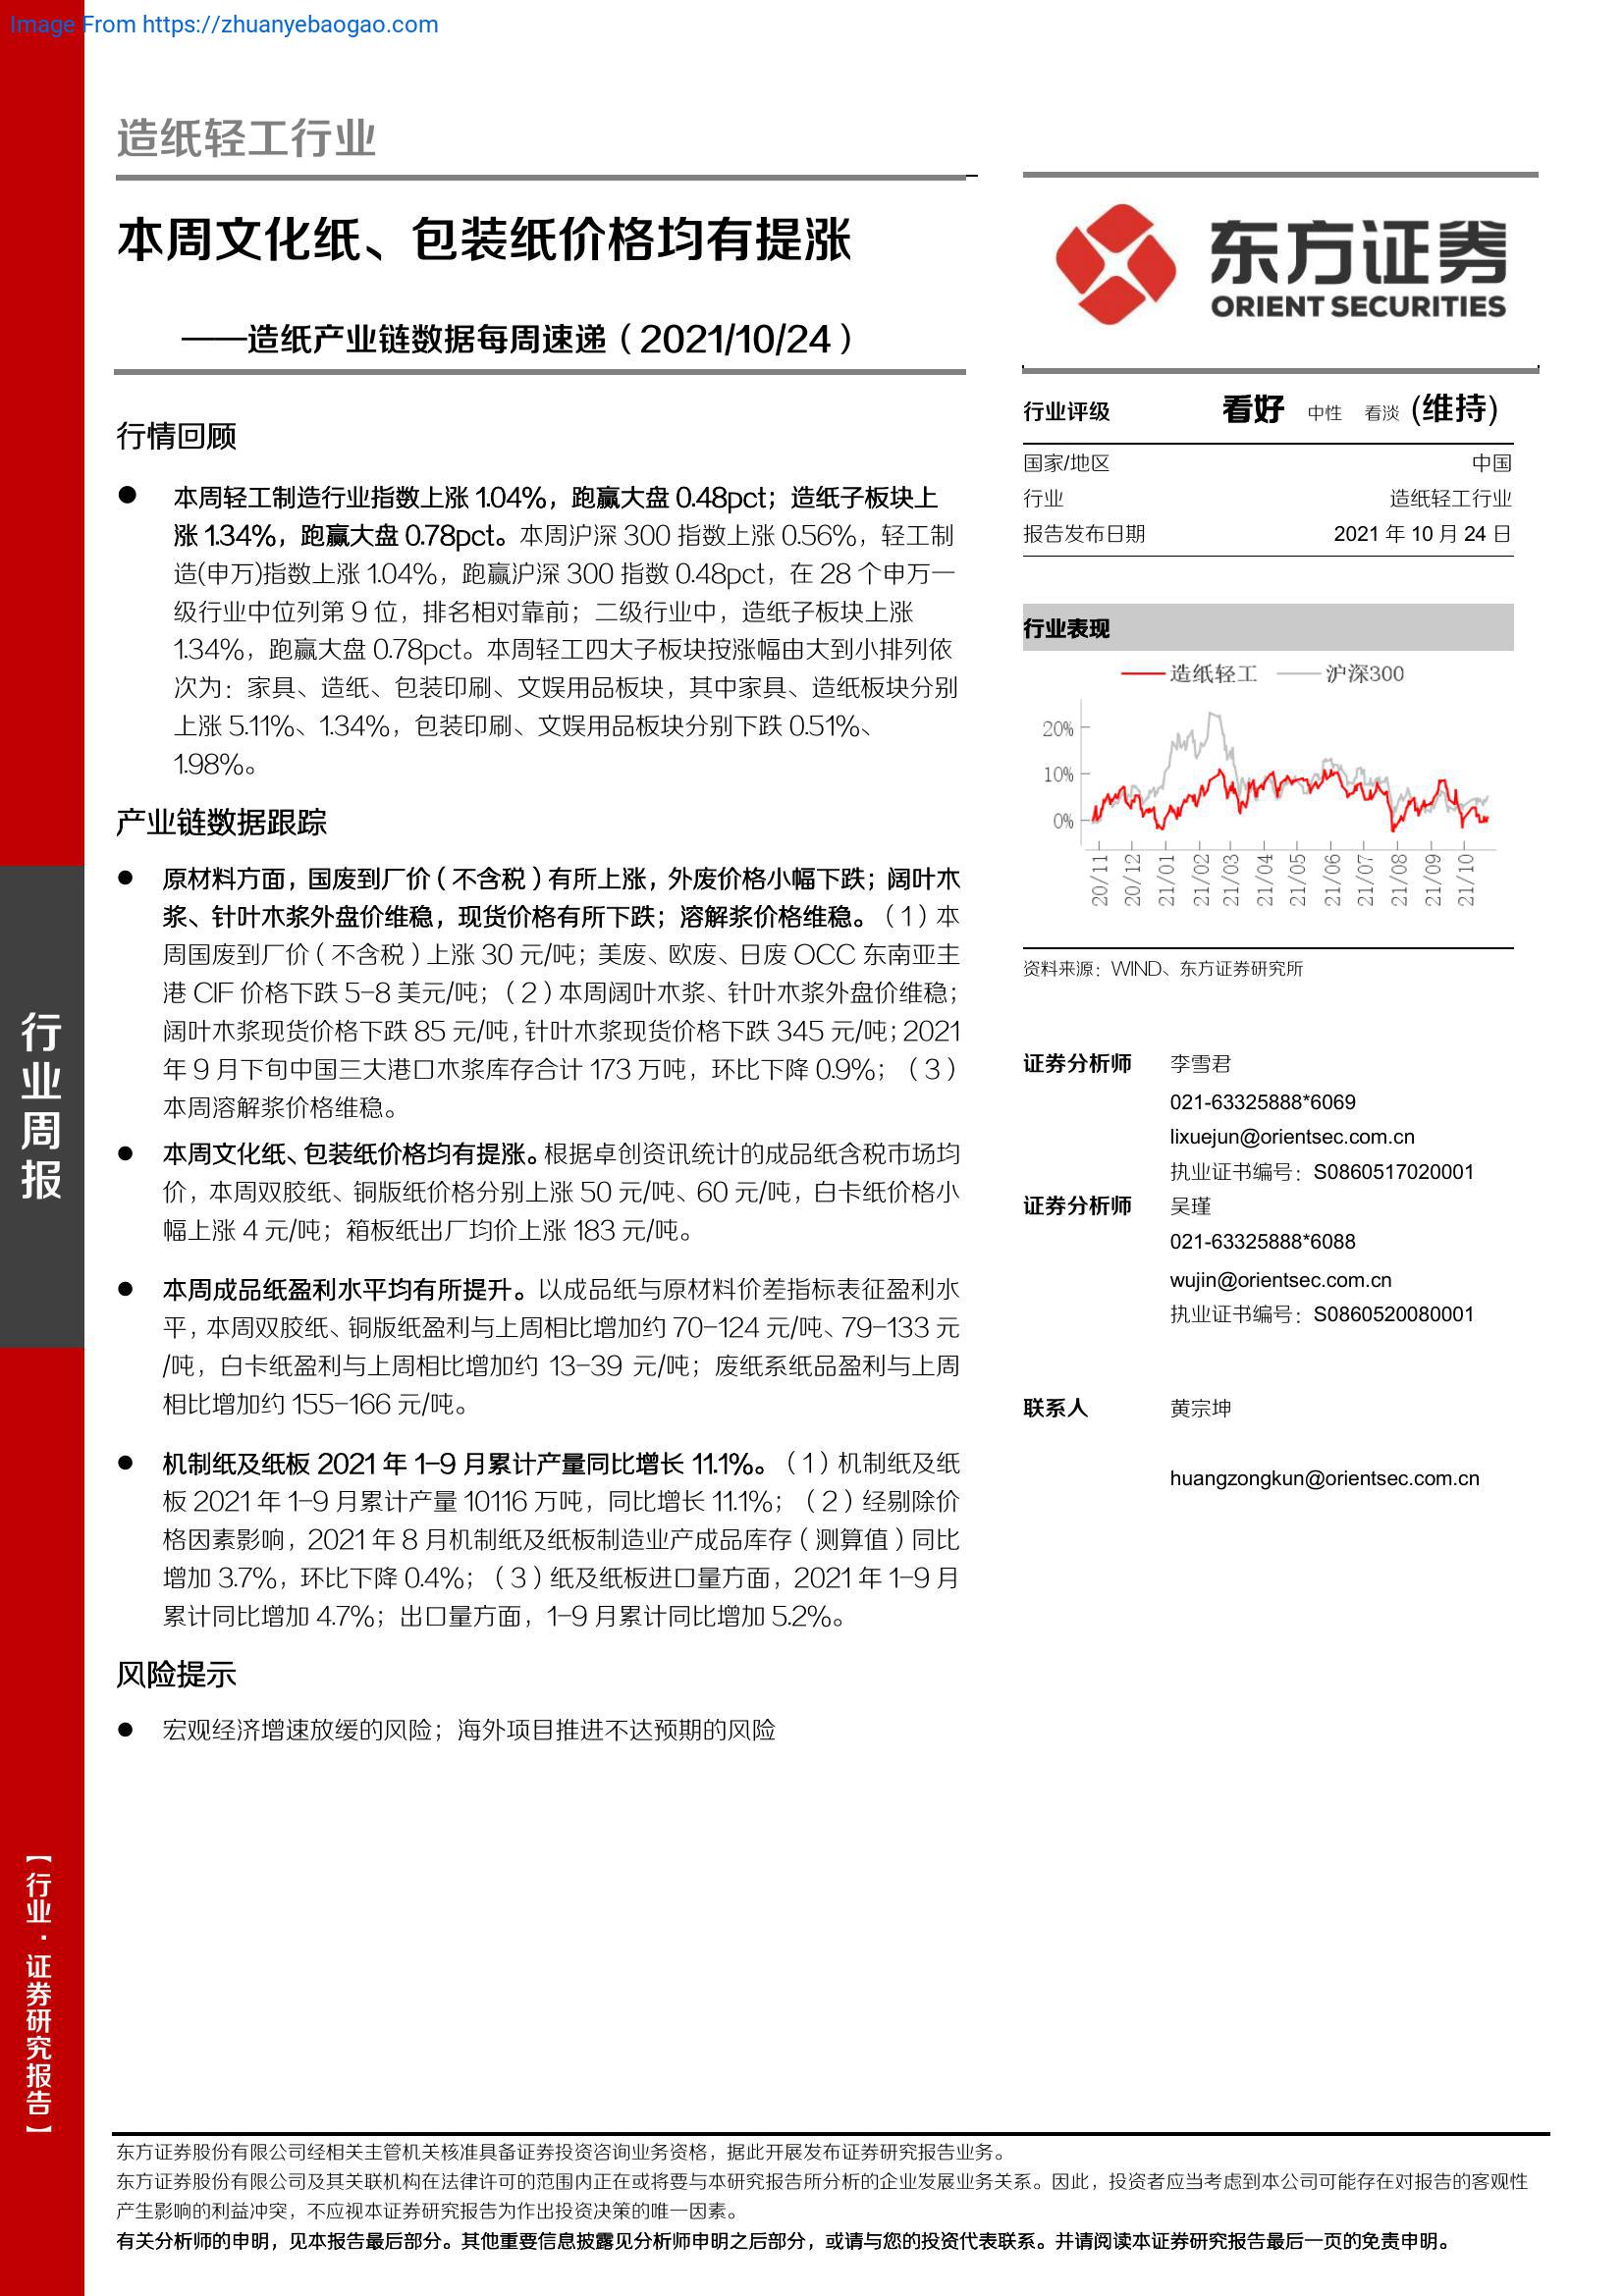 Image From https://zhuanyebaogao.com
造纸轻工行业
本周文化纸、包装纸价格均有提涨
——造纸产业链数据每周速递（2021/10/24）
行情回顾
● 本周轻工制造行业指数上涨 1.04%，跑赢大盘 0.48pct；造纸子板块上
涨 1.34%，跑赢大盘 0.78pct。本周沪深 300 指数上涨 0.56%，轻工制
造(申万)指数上涨 1.04%，跑赢沪深 300 指数 0.48pct，在 28 个申万一
级行业中位列第 9 位，排名相对靠前；二级行业中，造纸子板块上涨
1.34%，跑赢大盘 0.78pct。本周轻工四大子板块按涨幅由大到小排列依
次为：家具、造纸、包装印刷、文娱用品板块，其中家具、造纸板块分别
上涨 5.11%、1.34%，包装印刷、文娱用品板块分别下跌 0.51%、
1.98%。
产业链数据跟踪
● 原材料方面，国废到厂价（不含税）有所上涨，外废价格小幅下跌；阔叶木
浆、针叶木浆外盘价维稳，现货价格有所下跌；溶解浆价格维稳。（1）本
周国废到厂价（不含税）上涨 30 元/吨；美废、欧废、日废 OCC 东南亚主
港 CIF 价格下跌 5-8 美元/吨；（2）本周阔叶木浆、针叶木浆外盘价维稳；
阔叶木浆现货价格下跌 85 元/吨，针叶木浆现货价格下跌 345 元/吨；2021
年 9 月下旬中国三大港口木浆库存合计 173 万吨，环比下降 0.9%；（3）
本周溶解浆价格维稳。
● 本周文化纸、包装纸价格均有提涨。根据卓创资讯统计的成品纸含税市场均
价，本周双胶纸、铜版纸价格分别上涨 50 元/吨、60 元/吨，白卡纸价格小
幅上涨 4 元/吨；箱板纸出厂均价上涨 183 元/吨。
● 本周成品纸盈利水平均有所提升。以成品纸与原材料价差指标表征盈利水
平，本周双胶纸、铜版纸盈利与上周相比增加约 70-124 元/吨、79-133 元
/吨，白卡纸盈利与上周相比增加约 13-39 元/吨；废纸系纸品盈利与上周
相比增加约 155-166 元/吨。
● 机制纸及纸板 2021 年 1-9 月累计产量同比增长 11.1%。（1）机制纸及纸
板 2021 年 1-9 月累计产量 10116 万吨，同比增长 11.1%；（2）经剔除价
格因素影响，2021 年 8 月机制纸及纸板制造业产成品库存（测算值）同比
增加 3.7%，环比下降 0.4%；（3）纸及纸板进口量方面，2021 年 1-9 月
累计同比增加 4.7%；出口量方面，1-9 月累计同比增加 5.2%。
风险提示
● 宏观经济增速放缓的风险；海外项目推进不达预期的风险
东方证券
ORIENT SECURITIES
行业评级 看好 中性 看淡 (维持)
国家/地区 中国
行业 造纸轻工行业
报告发布日期 2021 年 10 月 24 日
行业表现
造纸轻工 沪深300
20%
10%
0%
20/11 20/12 21/01 21/02 21/03 21/04 21/05 21/06 21/07 21/08 21/09 21/10
资料来源：WIND、东方证券研究所
证券分析师 李雪君
021-63325888*6069
lixuejun@orientsec.com.cn
执业证书编号：S0860517020001
证券分析师 吴瑾
021-63325888*6088
wujin@orientsec.com.cn
执业证书编号：S0860520080001
联系人 黄宗坤
huangzongkun@orientsec.com.cn
行业周报
【行业·证券研究报告】
东方证券股份有限公司经相关主管机关核准具备证券投资咨询业务资格，据此开展发布证券研究报告业务。
东方证券股份有限公司及其关联机构在法律许可的范围内正在或将要与本研究报告所分析的企业发展业务关系。因此，投资者应当考虑到本公司可能存在对报告的客观性
产生影响的利益冲突，不应视本证券研究报告为作出投资决策的唯一因素。
有关分析师的申明，见本报告最后部分。其他重要信息披露见分析师申明之后部分，或请与您的投资代表联系。并请阅读本证券研究报告最后一页的免责申明。